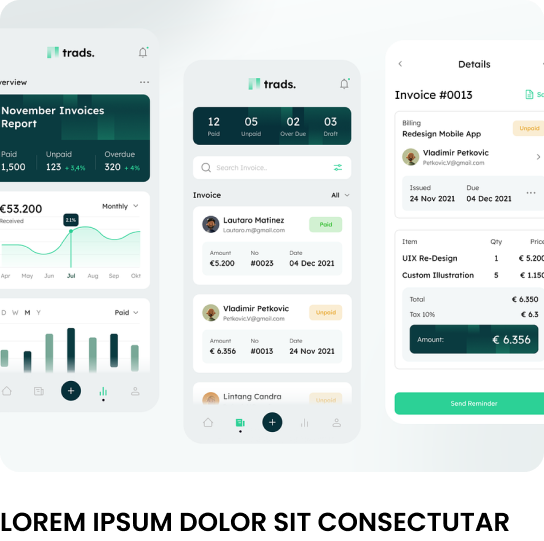 trads.
verview
November Invoices
Report
Paid Unpaid Overdue
1,500 123 + 3,4% 320 + 4%
€53.200 Monthly
Received
2.1%
Apr May Jun Jul Aug Sep Okt
D W M Y Paid
trads.
12 05 02 03
Paid Unpaid Over Due Draft
Search Invoice..
Invoice All
Lautaro Matinez Paid
Lautaro.m@gmail.com
Amount No Date
€5.200 #0023 04 Dec 2021
Vladimir Petkovic Unpaid
Petkovic.V@gmail.com
Amount No Date
€ 6.356 #0013 24 Nov 2021
Lintang Candra Unpaid
Details
Invoice #0013
Billing
Redesign Mobile App Unpaid
Vladimir Petkovic
Petkovic.V@gmail.com
Issued Due
24 Nov 2021 04 Dec 2021
Item Qty Price
UIX Re-Design 1 € 5.200
Custom Illustration 5 € 1.150
Total € 6.350
Tax 10% € 6.3
Amount: € 6.356
Send Reminder
LOREM IPSUM DOLOR SIT CONSECTUTAR